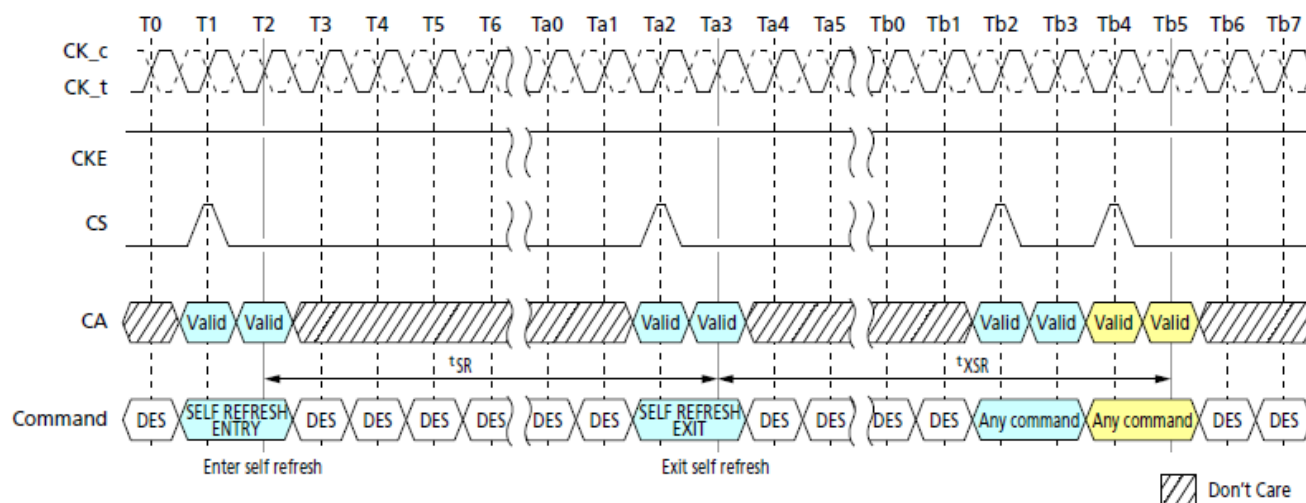 T0 T1 T2 T3 T4 T5 T6 Ta0 Ta1 Ta2 Ta3 Ta4 Ta5 Tb0 Tb1 Tb2 Tb3 Tb4 Tb5 Tb6 Tb7
CK_c
CK_t
CKE
CS
CA Valid Valid Valid Valid Valid Valid Valid Valid
tSR tXSR
Command DES SELF REFRESH ENTRY DES DES DES DES DES DES SELF REFRESH EXIT DES DES DES DES Any command Any command DES DES
Enter self refresh Exit self refresh
Don't Care